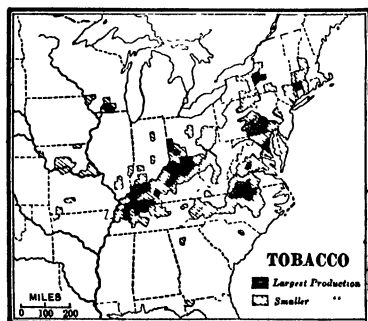 TOBACCO
Largest Production
Smaller "
MILES
0 100 200